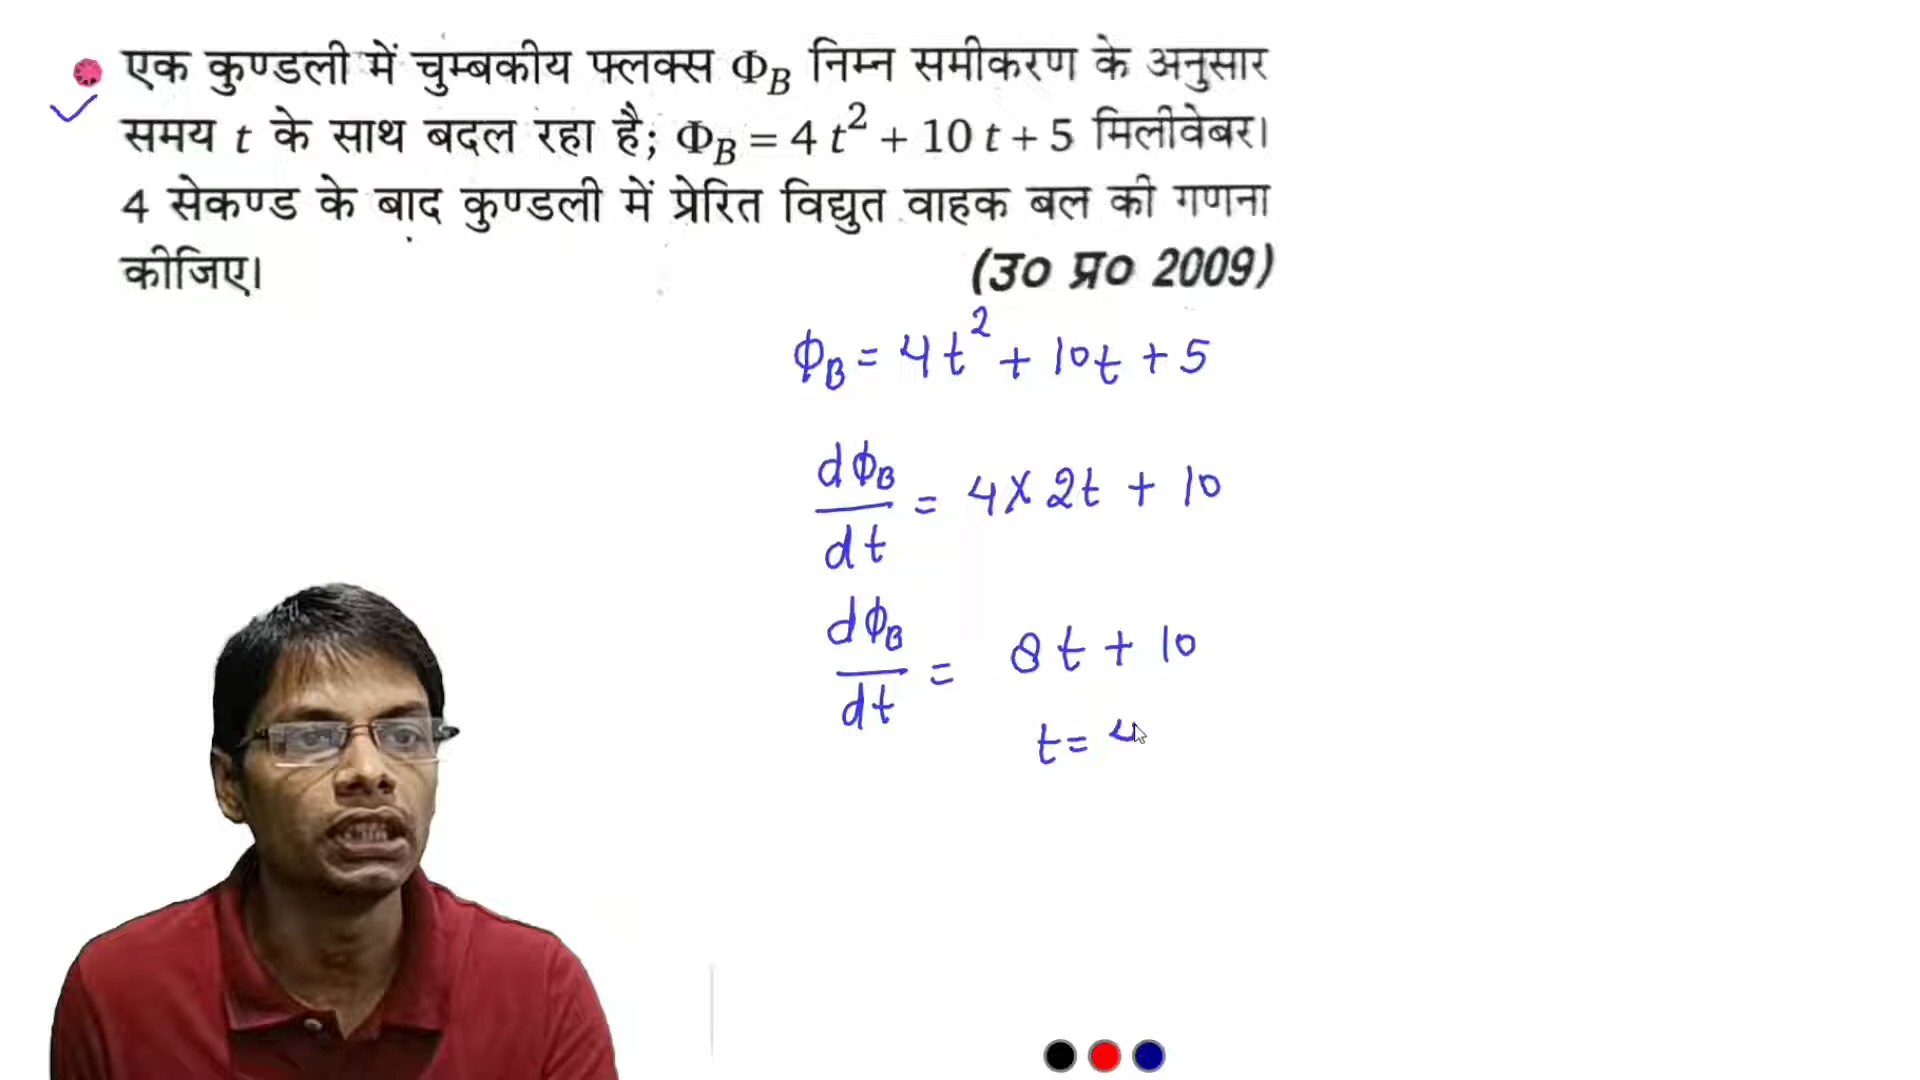 एक कुण्डली में चुम्बकीय फ्लक्स Φ_B निम्न समीकरण के अनुसार
समय t के साथ बदल रहा है; Φ_B = 4 t² + 10 t + 5 मिलीवेबर।
4 सेकण्ड के बाद कुण्डली में प्रेरित विद्युत वाहक बल की गणना
कीजिए। (उ० प्र० 2009)
ϕ_B = 4t² + 10t + 5
dϕ_B/dt = 4 × 2t + 10
dϕ_B/dt = 8t + 10
t = 4